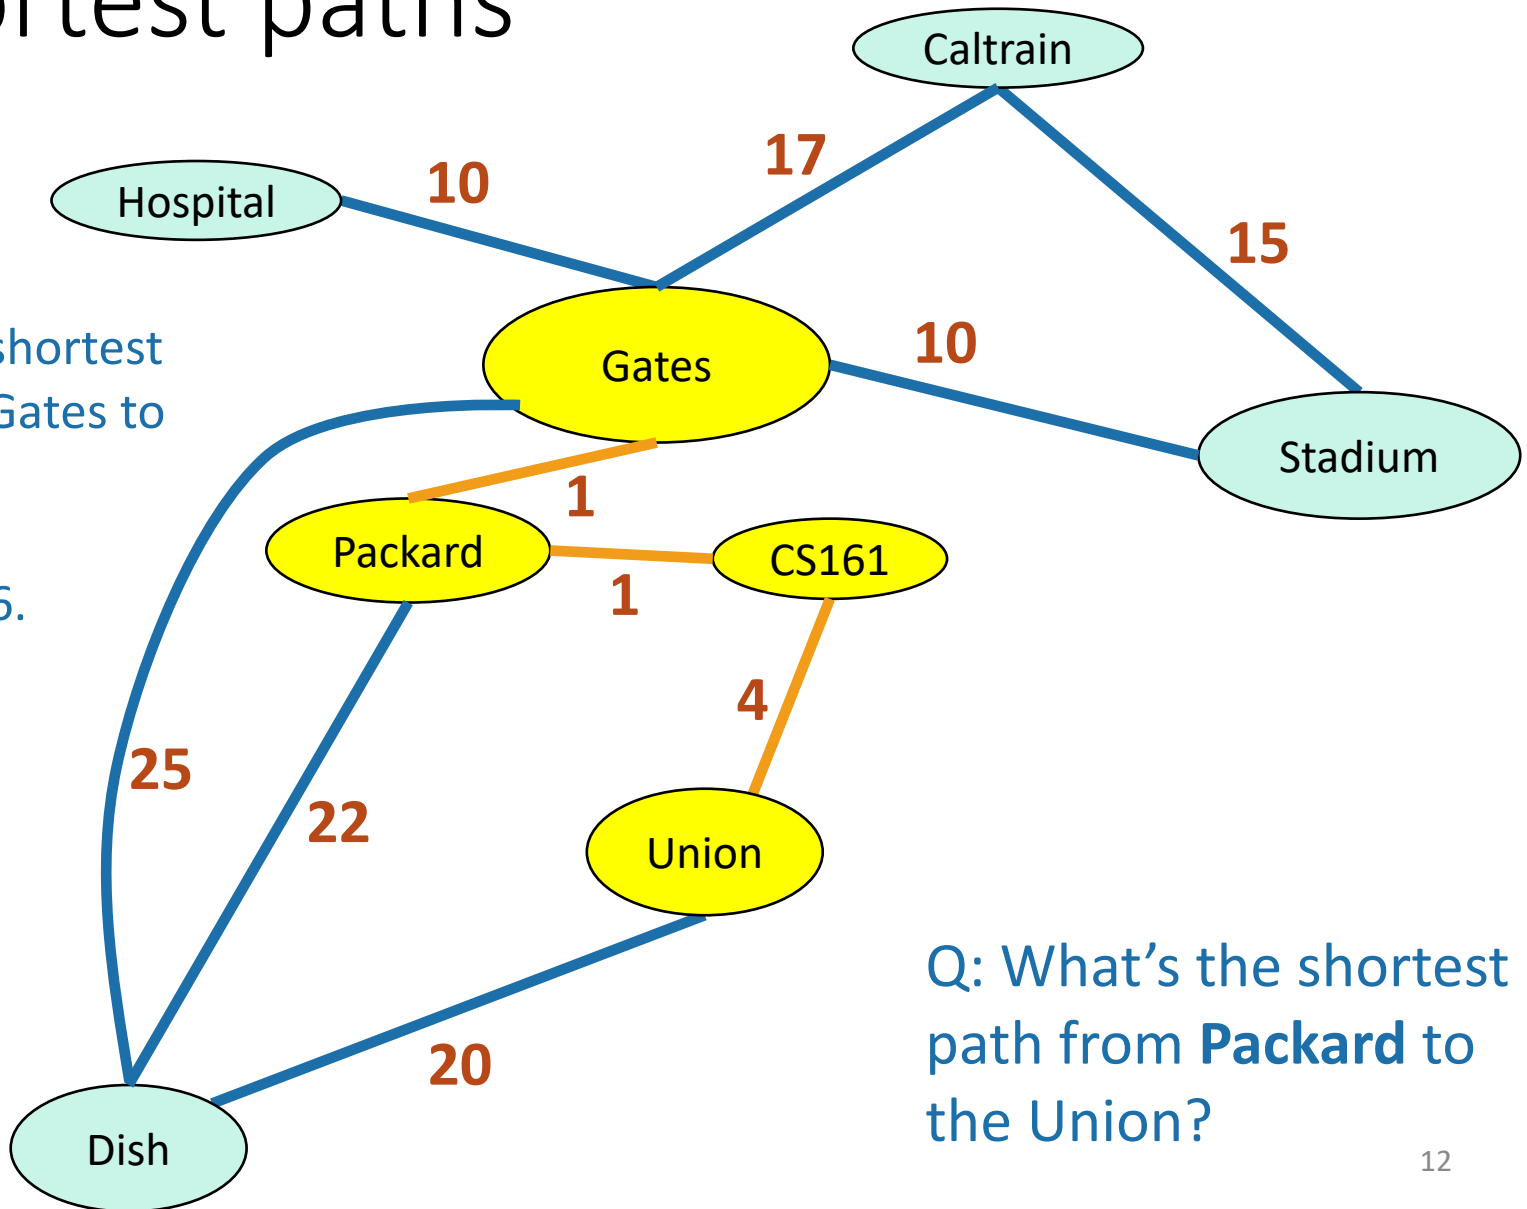 paths
Caltrain
17
10
Hospital
15
shortest
10
Gates
Gates to
Stadium
1
Packard
CS161
1
4
25
22
Union
Q: What's the shortest
path from Packard to
20
the Union?
Dish
12